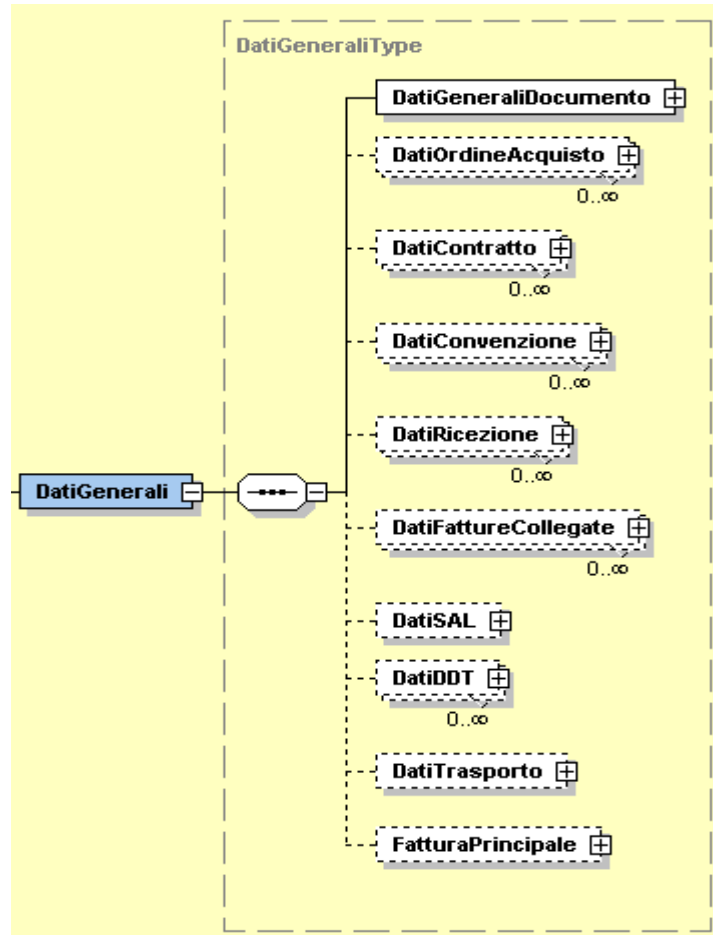 DatiGeneraliType
DatiGeneraliDocumento
DatiOrdineAcquisto
0..∞
DatiContratto
0..∞
DatiConvenzione
0..∞
DatiRicezione
0..∞
DatiGenerali
DatiFattureCollegate
0..∞
DatiSAL
DatiDDT
0..∞
DatiTrasporto
FatturaPrincipale